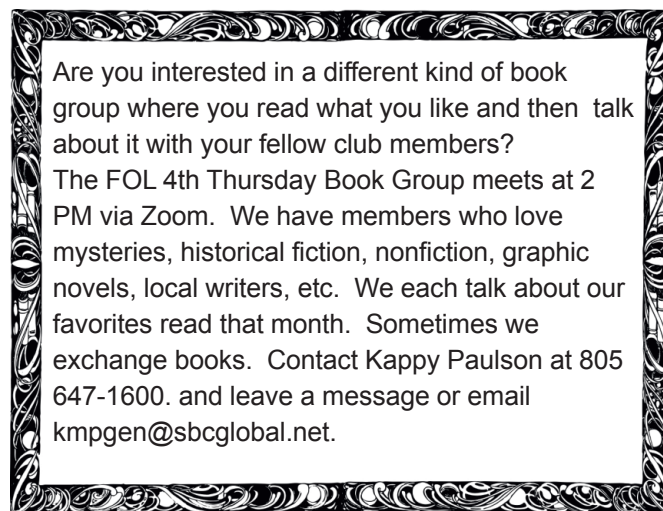 Are you interested in a different kind of book
group where you read what you like and then  talk
about it with your fellow club members?
The FOL 4th Thursday Book Group meets at 2
PM via Zoom.  We have members who love
mysteries, historical fiction, nonfiction, graphic
novels, local writers, etc.  We each talk about our
favorites read that month.  Sometimes we
exchange books.  Contact Kappy Paulson at 805
647-1600. and leave a message or email
kmpgen@sbcglobal.net.